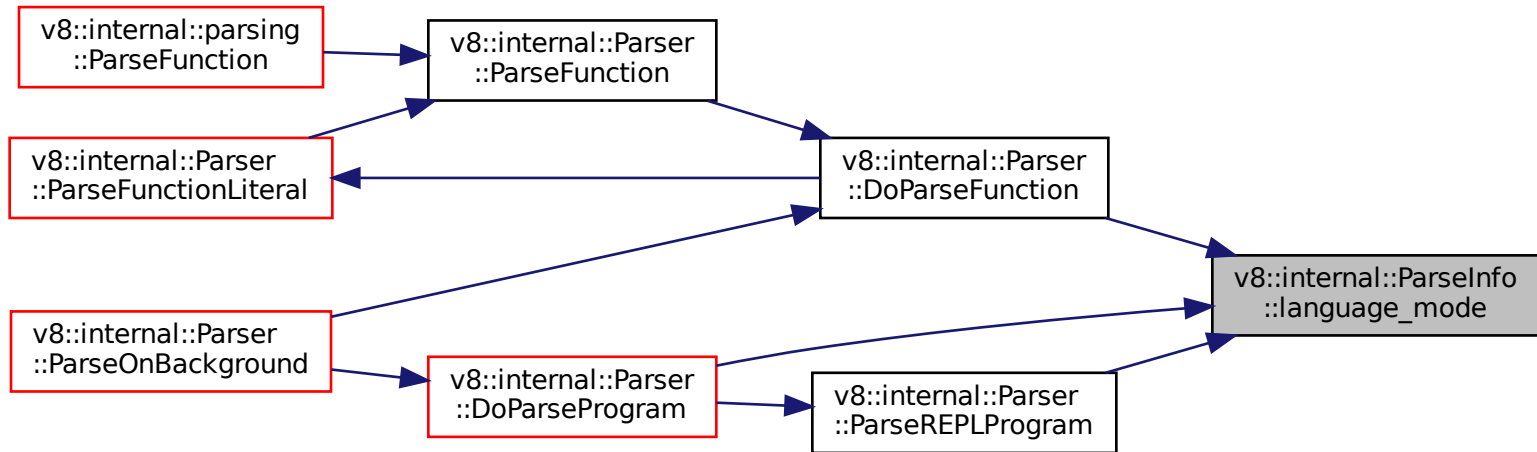 v8::internal::parsing
::ParseFunction
v8::internal::Parser
::ParseFunction
v8::internal::Parser
::ParseFunctionLiteral
v8::internal::Parser
::DoParseFunction
v8::internal::ParseInfo
::language_mode
v8::internal::Parser
::ParseOnBackground
v8::internal::Parser
::DoParseProgram
v8::internal::Parser
::ParseREPLProgram